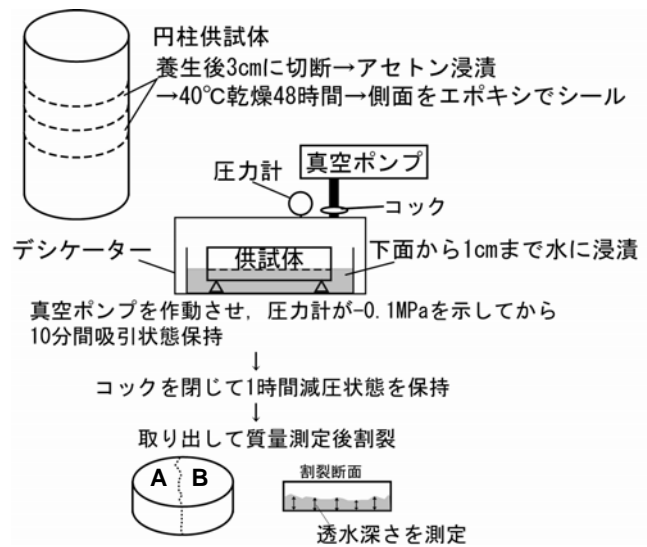 円柱供試体
養生後3cmに切断→アセトン浸漬
→40℃乾燥48時間→側面をエポキシでシール
真空ポンプ
圧力計
コック
デシケーター
供試体
下面から1cmまで水に浸漬
真空ポンプを作動させ，圧力計が-0.1MPaを示してから
10分間吸引状態保持
↓
コックを閉じて1時間減圧状態を保持
↓
取り出して質量測定後割裂
A B
割裂断面
透水深さを測定